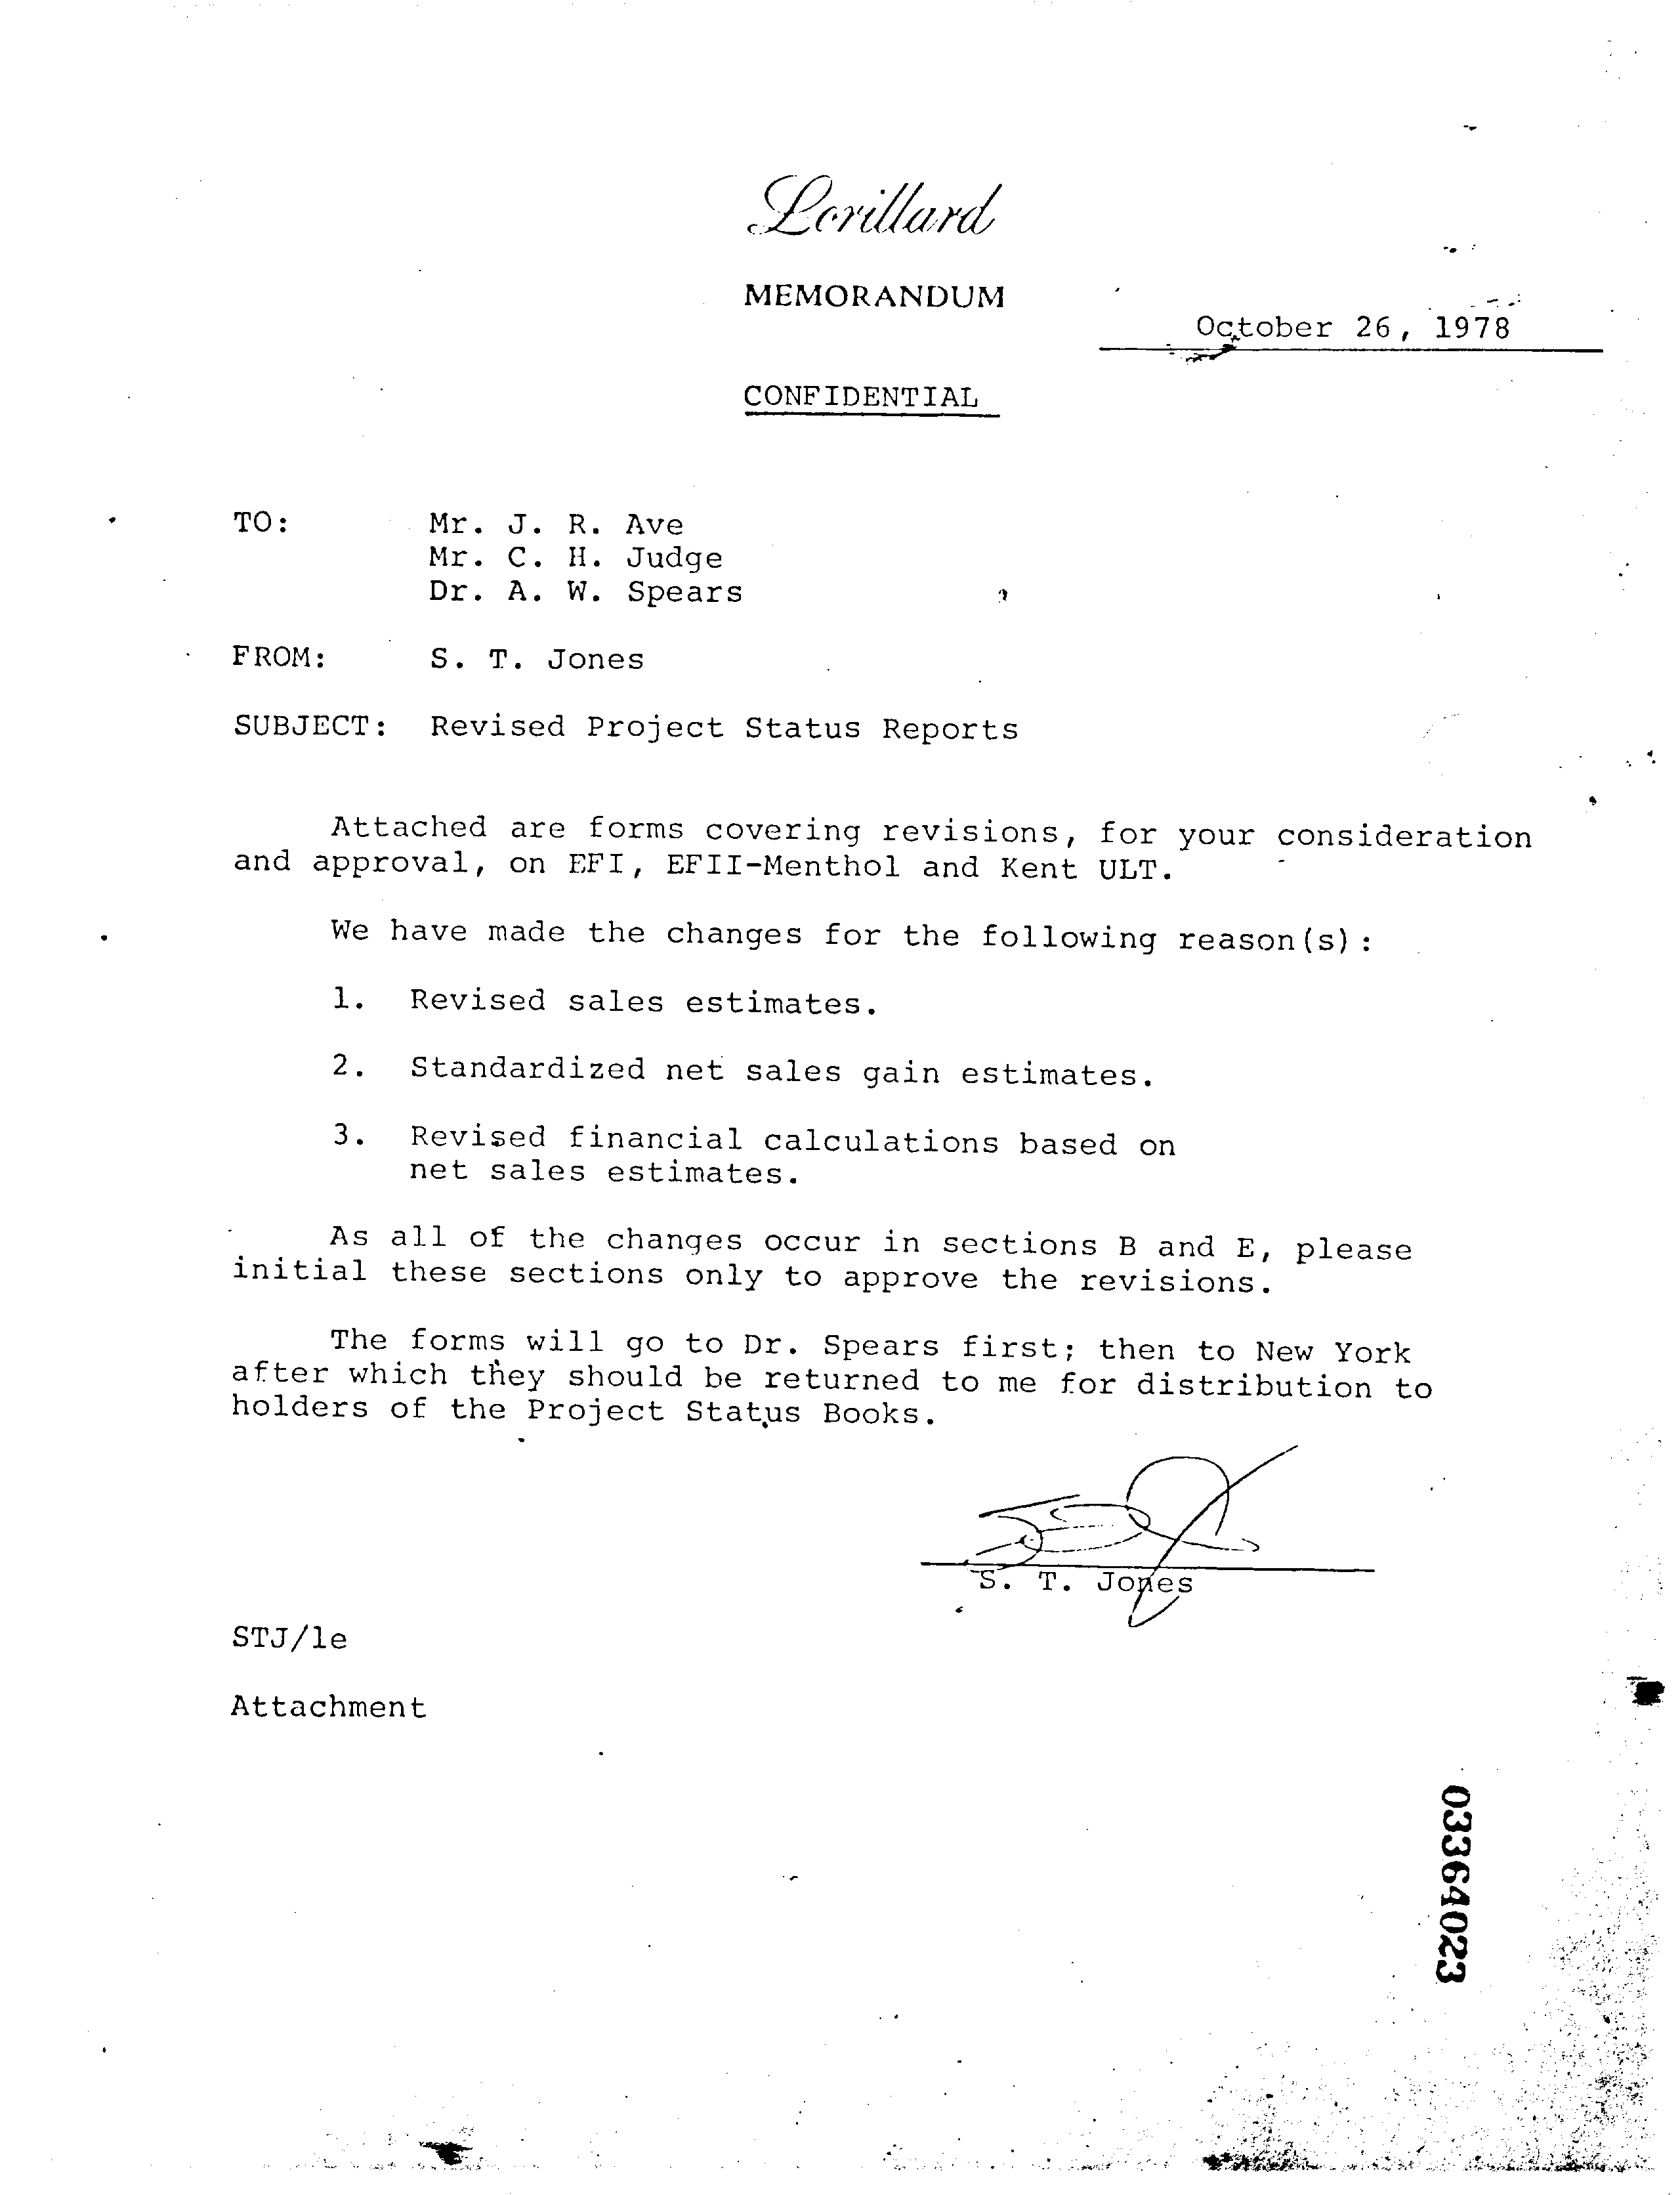 Lorillard
MEMORANDUM
October 26, 1978
CONFIDENTIAL
TO: Mr. J. R. Ave
Mr. C. H. Judge
Dr. A. W. Spears
FROM: S. T. Jones
SUBJECT: Revised Project Status Reports
Attached are forms covering revisions, for your consideration
and approval, on EFI, EFII-Menthol and Kent ULT.
We have made the changes for the following reason(s):
1. Revised sales estimates.
2. Standardized net sales gain estimates.
3. Revised financial calculations based on
net sales estimates.
As all of the changes occur in sections B and E, please
initial these sections only to approve the revisions.
The forms will go to Dr. Spears first; then to New York
after which they should be returned to me for distribution to
holders of the Project Status Books.
S. T. Jones
STJ/le
Attachment
03364023